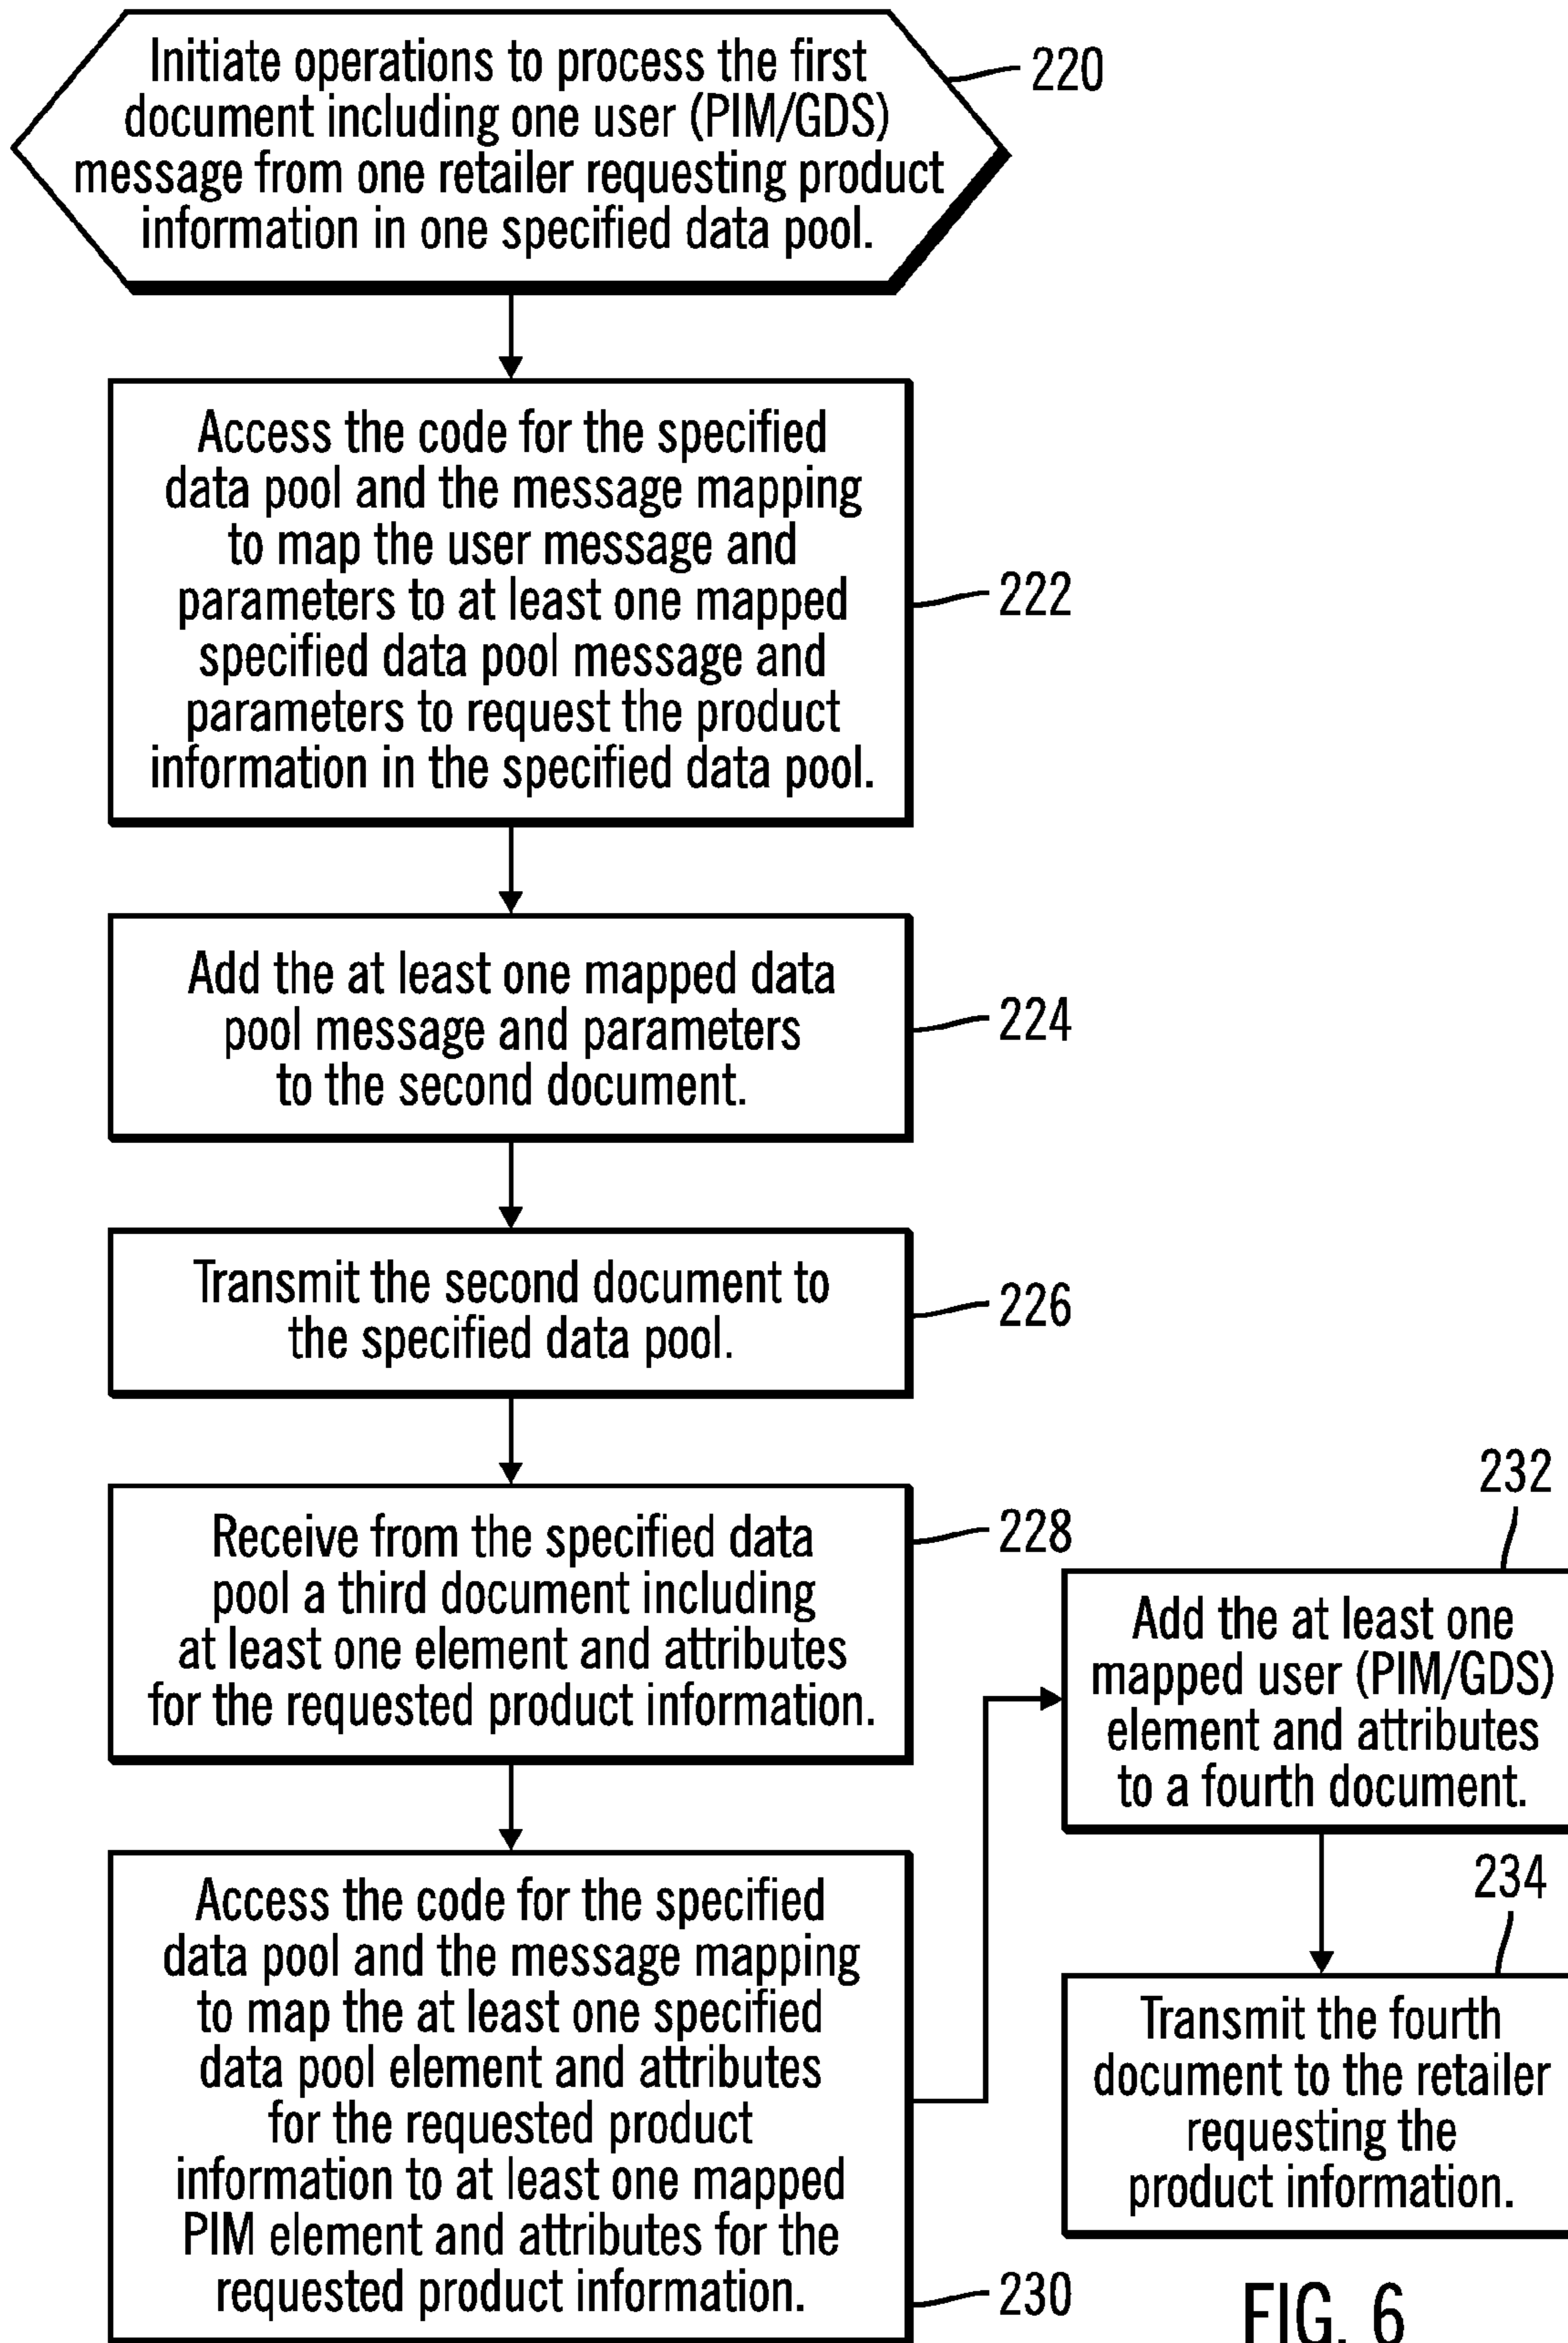 Initiate operations to process the first
document including one user (PIM/GDS)
message from one retailer requesting product
information in one specified data pool.
220
Access the code for the specified
data pool and the message mapping
to map the user message and
parameters to at least one mapped
specified data pool message and
parameters to request the product
information in the specified data pool.
222
Add the at least one mapped data
pool message and parameters
to the second document.
224
Transmit the second document to
the specified data pool.
226
Receive from the specified data
pool a third document including
at least one element and attributes
for the requested product information.
228
Access the code for the specified
data pool and the message mapping
to map the at least one specified
data pool element and attributes
for the requested product
information to at least one mapped
PIM element and attributes for the
requested product information.
230
232
Add the at least one
mapped user (PIM/GDS)
element and attributes
to a fourth document.
234
Transmit the fourth
document to the retailer
requesting the
product information.
FIG. 6